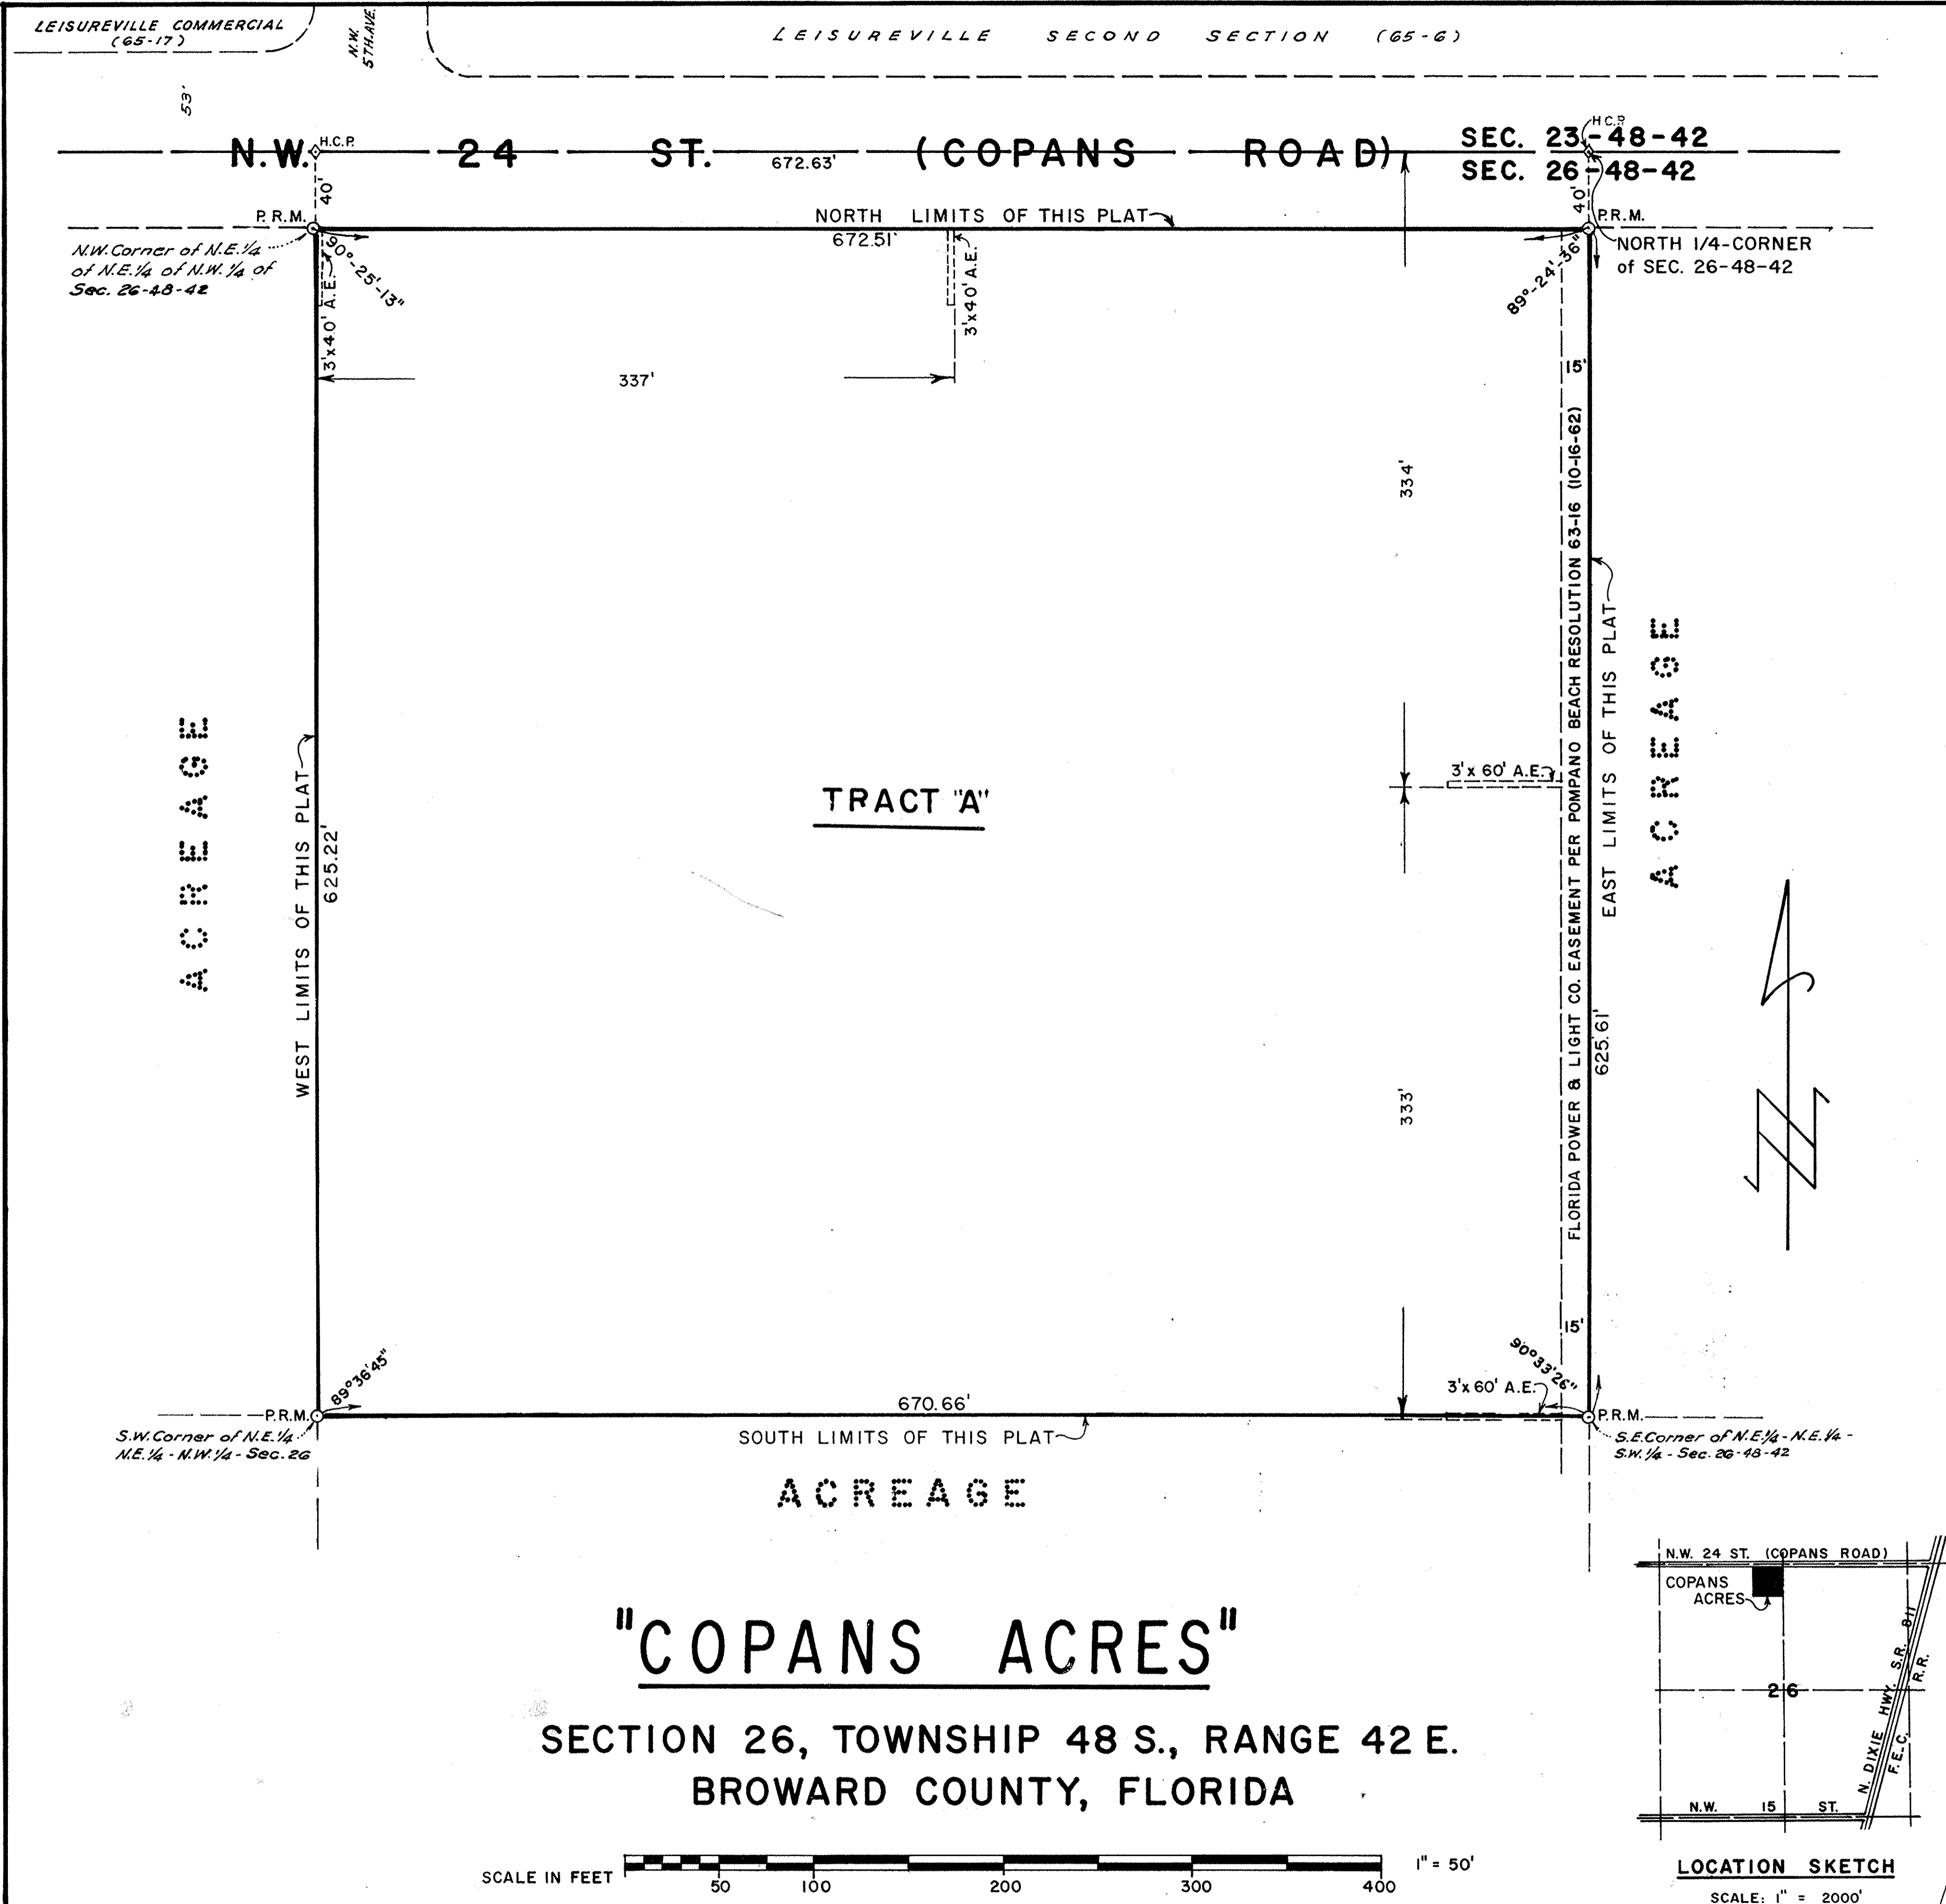 LEISUREVILLE COMMERCIAL
(65-17)
N.W.
5TH.AVE.
LEISUREVILLE SECOND SECTION (65-6)
53'
N.W. 24 ST. (COPANS ROAD)
H.C.P.
672.63'
H.C.P.
SEC. 23-48-42
SEC. 26-48-42
40'
40'
P.R.M.
NORTH LIMITS OF THIS PLAT
672.51'
P.R.M.
N.W. Corner of N.E.1/4
of N.E.1/4 of N.W.1/4 of
Sec. 26-48-42
NORTH 1/4-CORNER
of SEC. 26-48-42
90°-25'-13"
89°-24'-36"
3'x40' A.E.
3'x40' A.E.
337'
15'
334'
FLORIDA POWER & LIGHT CO. EASEMENT PER POMPANO BEACH RESOLUTION 63-16 (10-16-62)
ACREAGE
WEST LIMITS OF THIS PLAT
625.22'
TRACT "A"
3'x 60' A.E.
EAST LIMITS OF THIS PLAT
625.61'
ACREAGE
333'
N
15'
89°36'45"
90°33'26"
3'x 60' A.E.
670.66'
P.R.M.
P.R.M.
S.W. Corner of N.E.1/4
N.E.1/4 - N.W.1/4 - Sec. 26
SOUTH LIMITS OF THIS PLAT
S.E. Corner of N.E.1/4 - N.E.1/4 -
S.W.1/4 - Sec. 26-48-42
ACREAGE
"COPANS ACRES"
SECTION 26, TOWNSHIP 48 S., RANGE 42 E.
BROWARD COUNTY, FLORIDA
SCALE IN FEET
50 100 200 300 400
1" = 50'
N.W. 24 ST. (COPANS ROAD)
COPANS
ACRES
26
N. DIXIE HWY. S.R. 811
F.E.C. R.R.
N.W. 15 ST.
LOCATION SKETCH
SCALE: 1" = 2000'